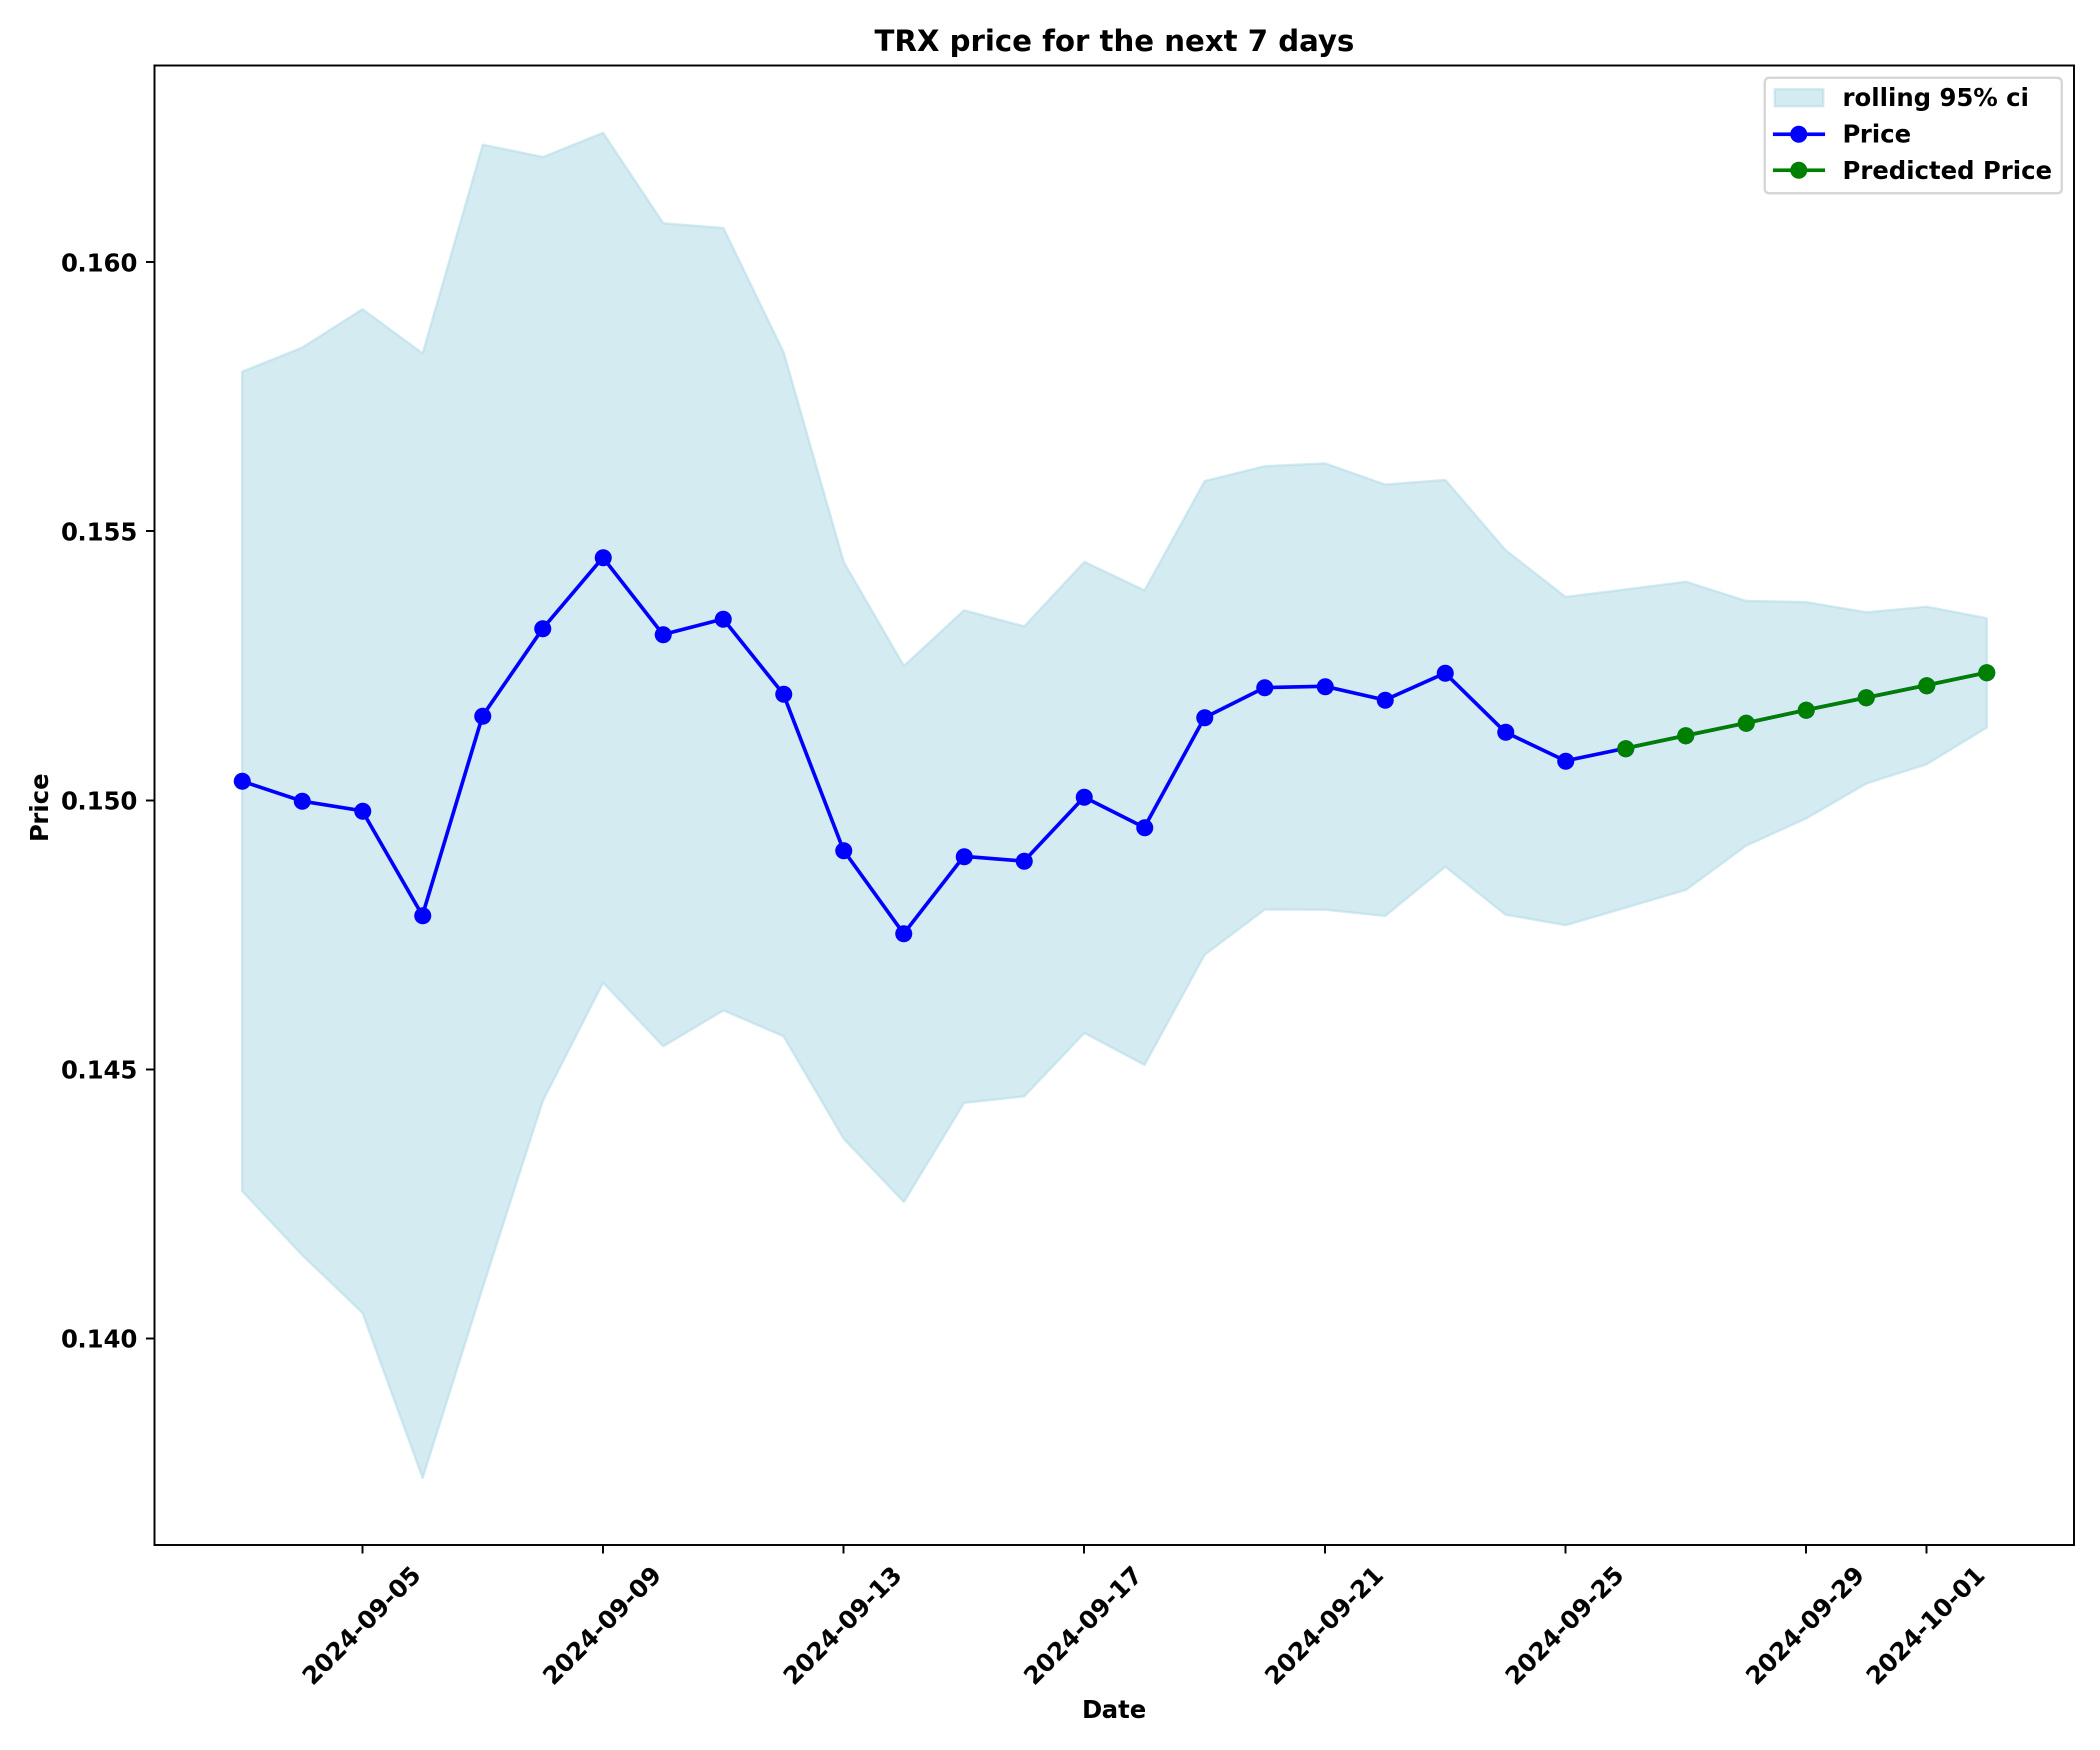 TRX price for the next 7 days
rolling 95% ci
Price
Predicted Price
0.160
0.155
0.150
0.145
0.140
Price
2024-09-05
2024-09-09
2024-09-13
2024-09-17
2024-09-21
2024-09-25
2024-09-29
2024-10-01
Date